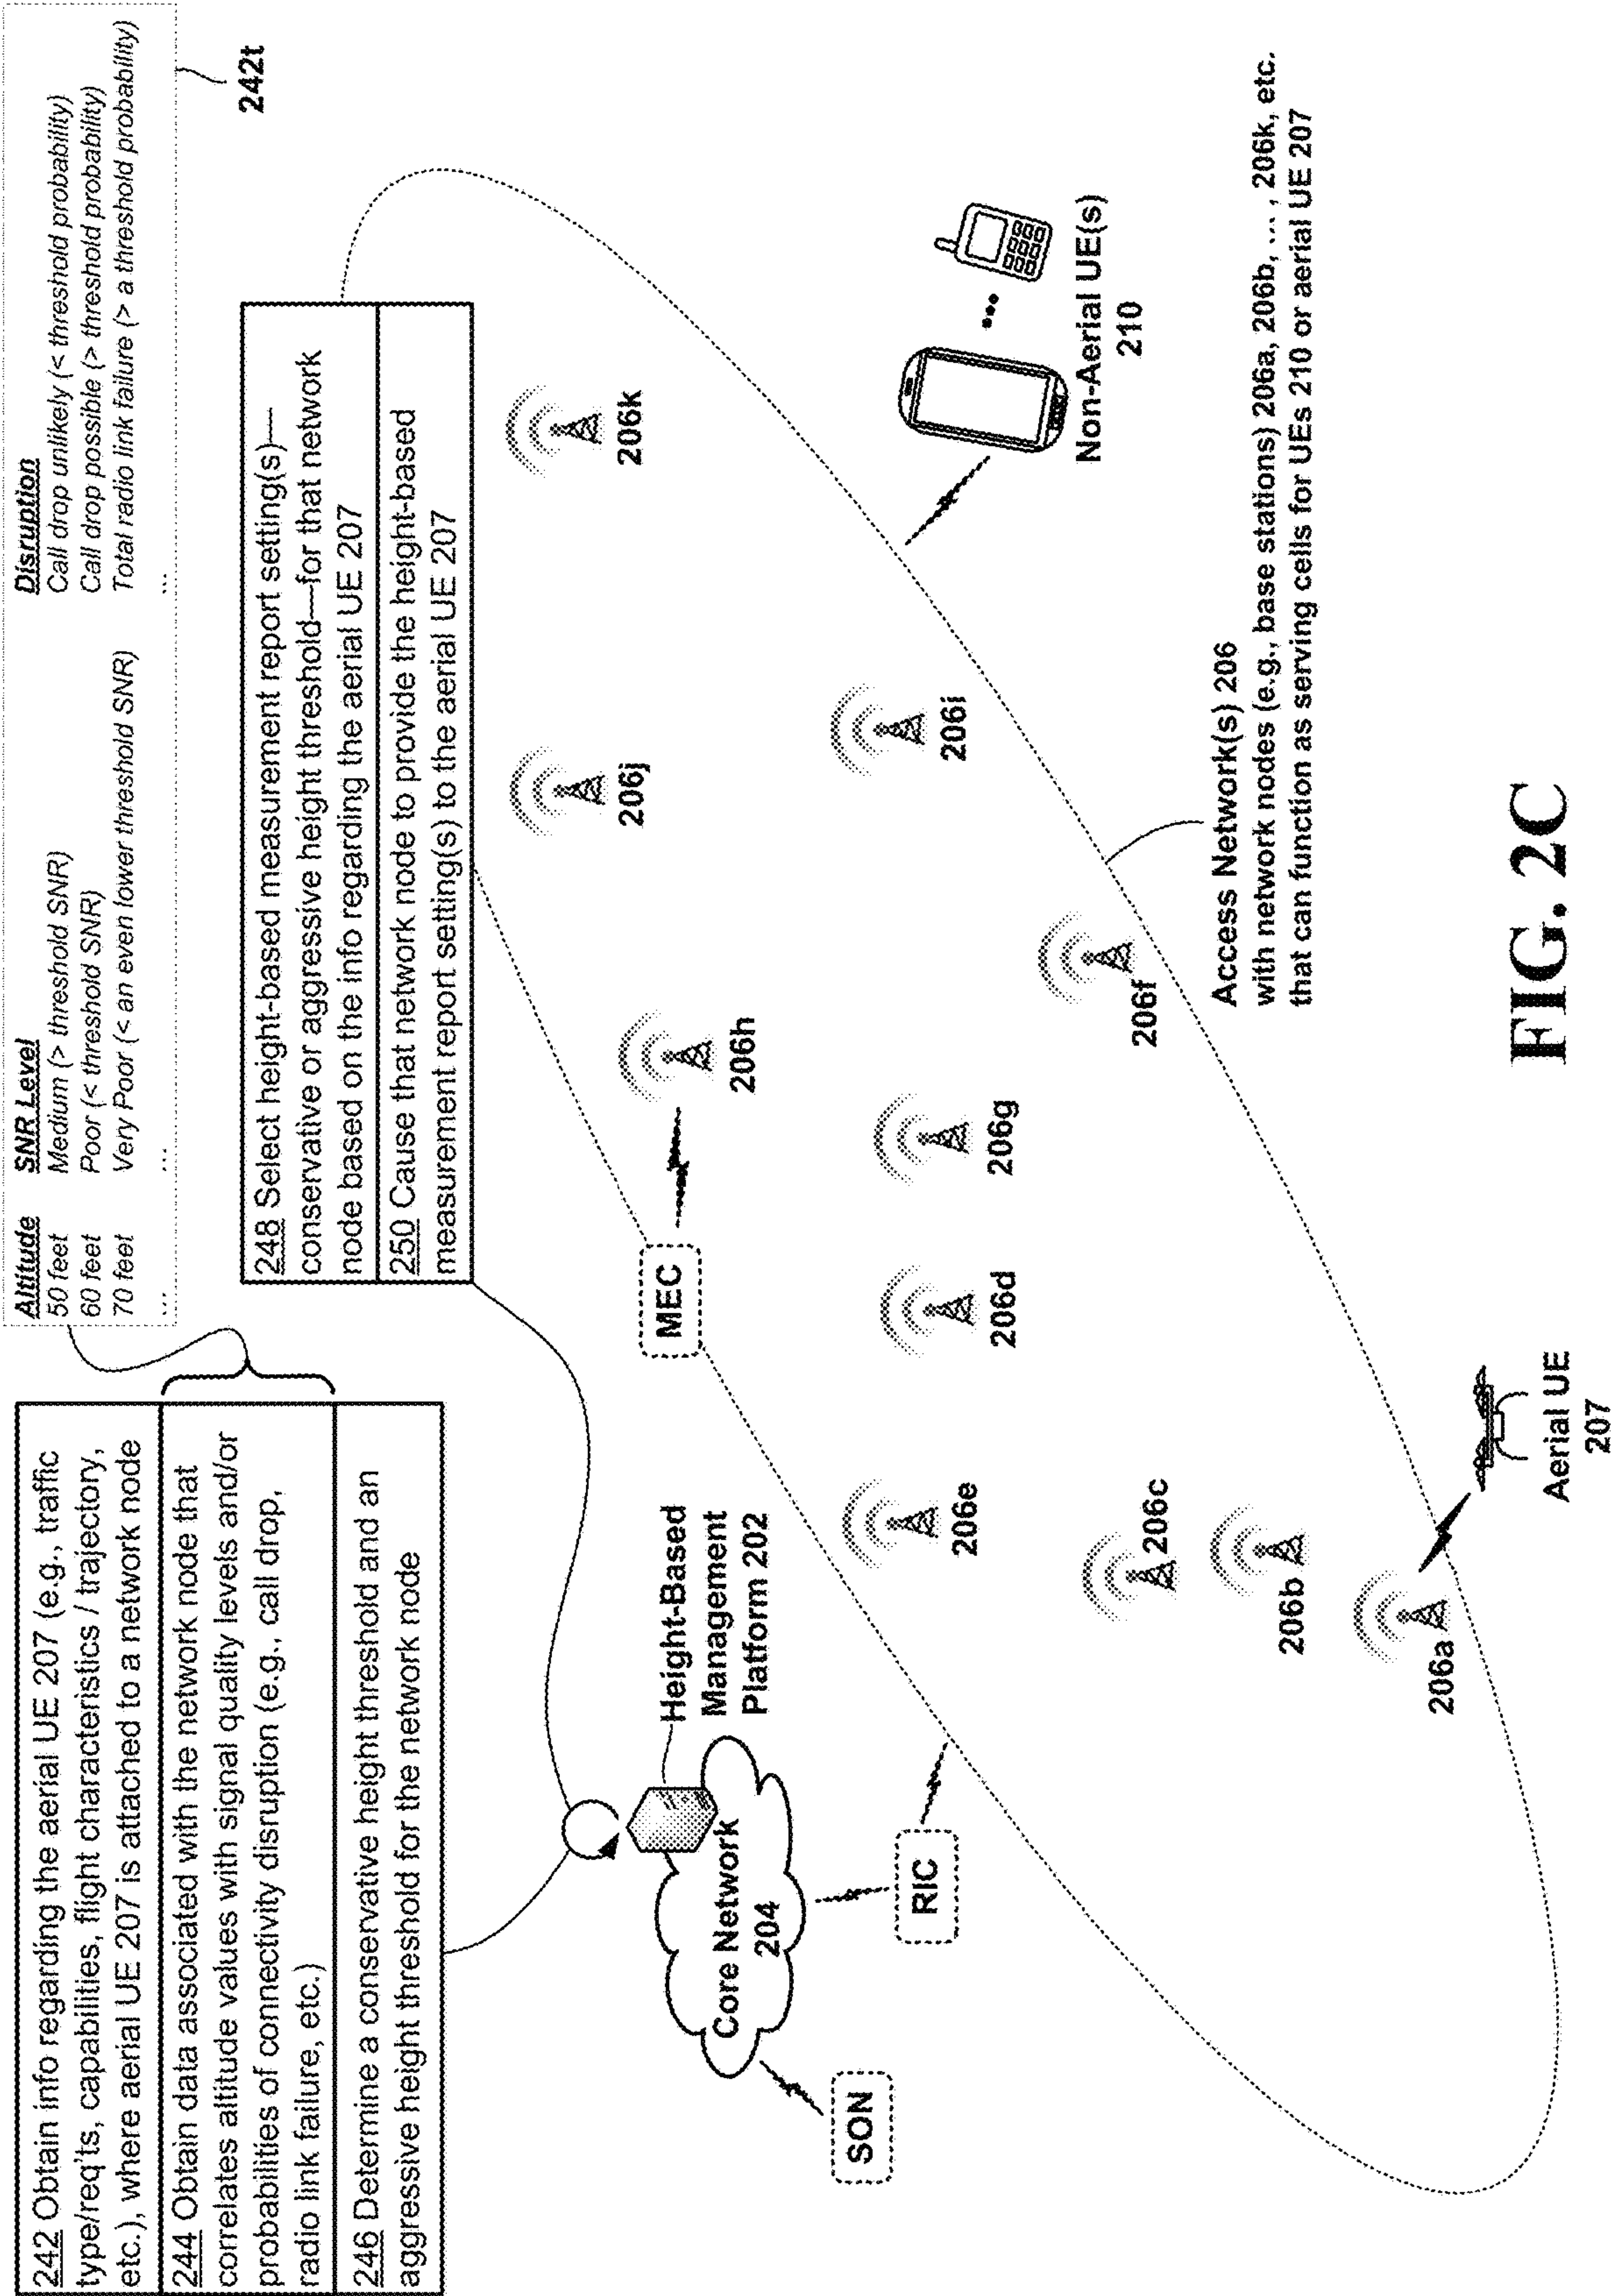 242 Obtain info regarding the aerial UE 207 (e.g., traffic
type/req'ts, capabilities, flight characteristics / trajectory,
etc.), where aerial UE 207 is attached to a network node
244 Obtain data associated with the network node that
correlates altitude values with signal quality levels and/or
probabilities of connectivity disruption (e.g., call drop,
radio link failure, etc.)
246 Determine a conservative height threshold and an
aggressive height threshold for the network node
Altitude SNR Level Disruption
50 feet Medium (> threshold SNR) Call drop unlikely (< threshold probability)
60 feet Poor (< threshold SNR) Call drop possible (> threshold probability)
70 feet Very Poor (< an even lower threshold SNR) Total radio link failure (> a threshold probability)
... ... ...
242t
248 Select height-based measurement report setting(s)—
conservative or aggressive height threshold—for that network
node based on the info regarding the aerial UE 207
250 Cause that network node to provide the height-based
measurement report setting(s) to the aerial UE 207
Height-Based
Management
Platform 202
Core Network
204
SON
RIC
MEC
206h
206j
206k
206e
206d
206g
206i
206c
206b
206f
206a
Non-Aerial UE(s)
210
Aerial UE
207
Access Network(s) 206
with network nodes (e.g., base stations) 206a, 206b, ... , 206k, etc.
that can function as serving cells for UEs 210 or aerial UE 207
FIG. 2C